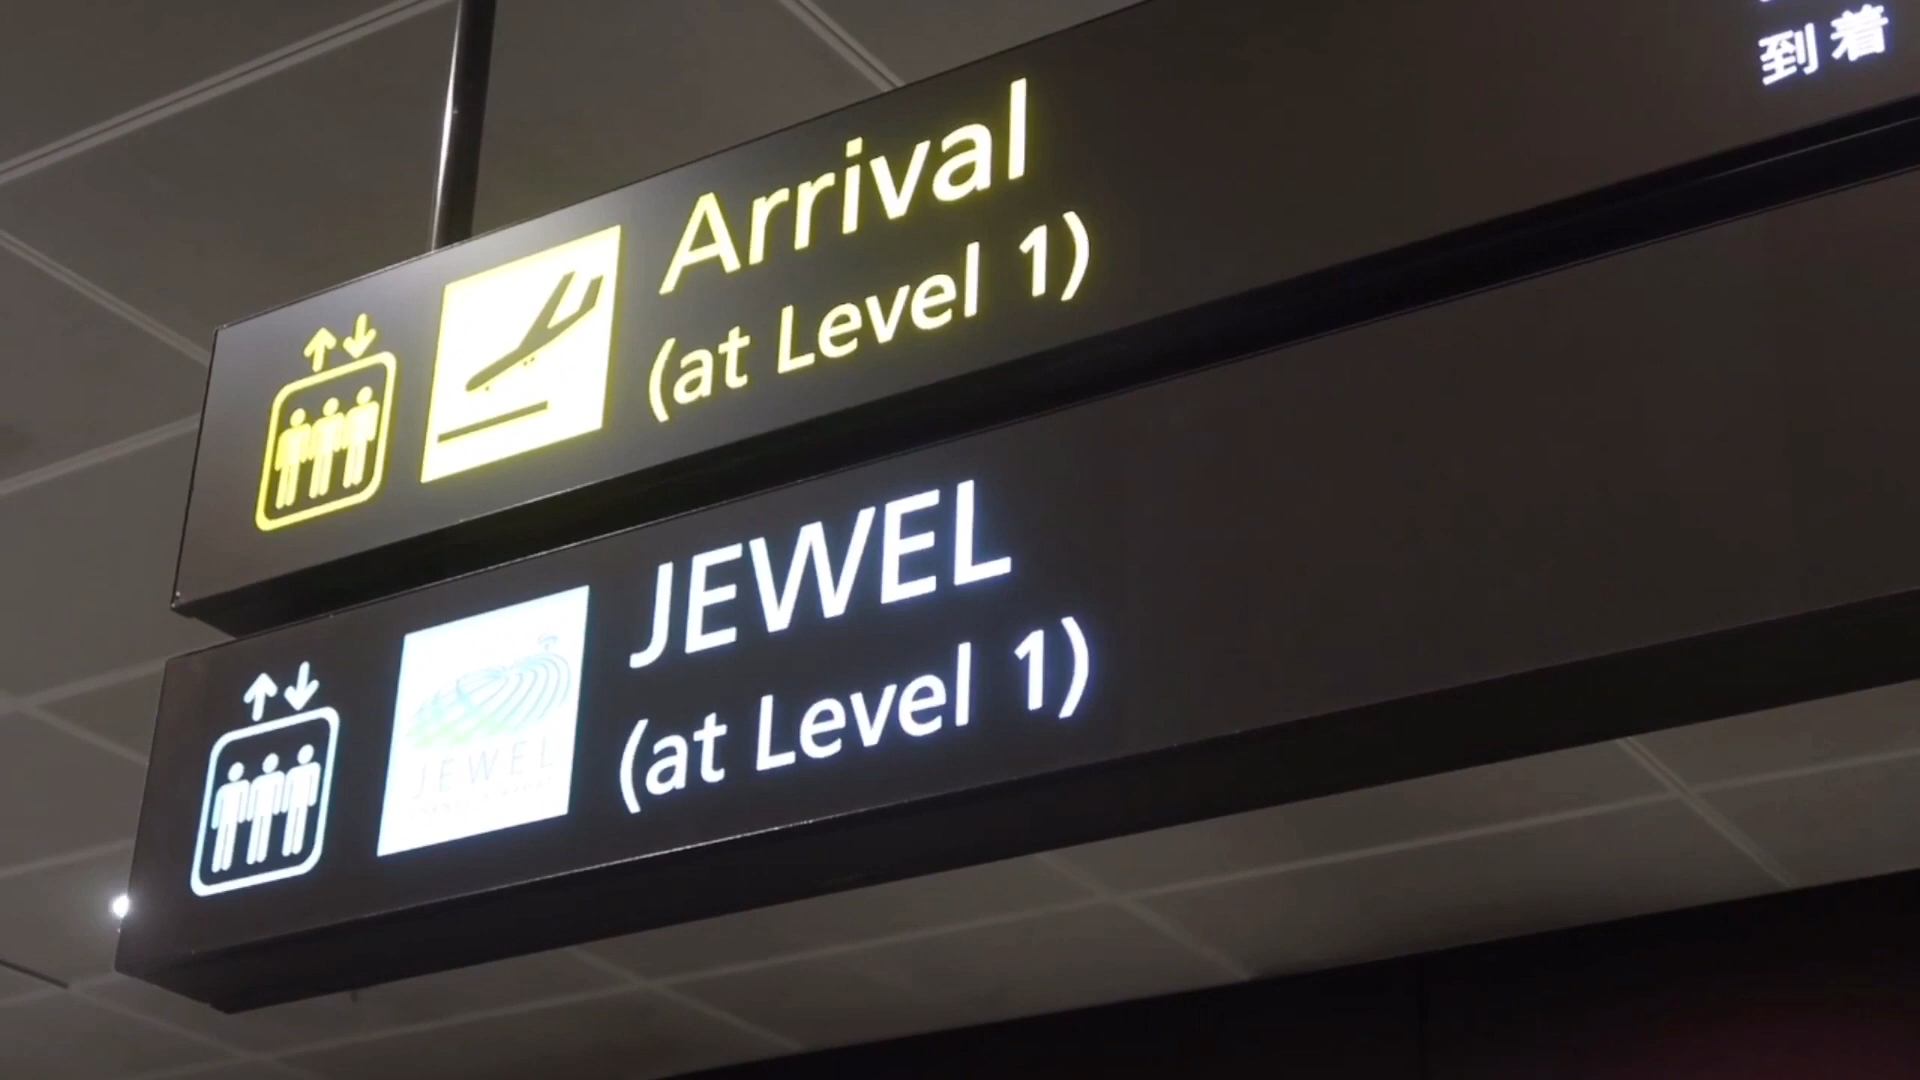 到着
Arrival
(at Level 1)
JEWEL
(at Level 1)
JEWEL